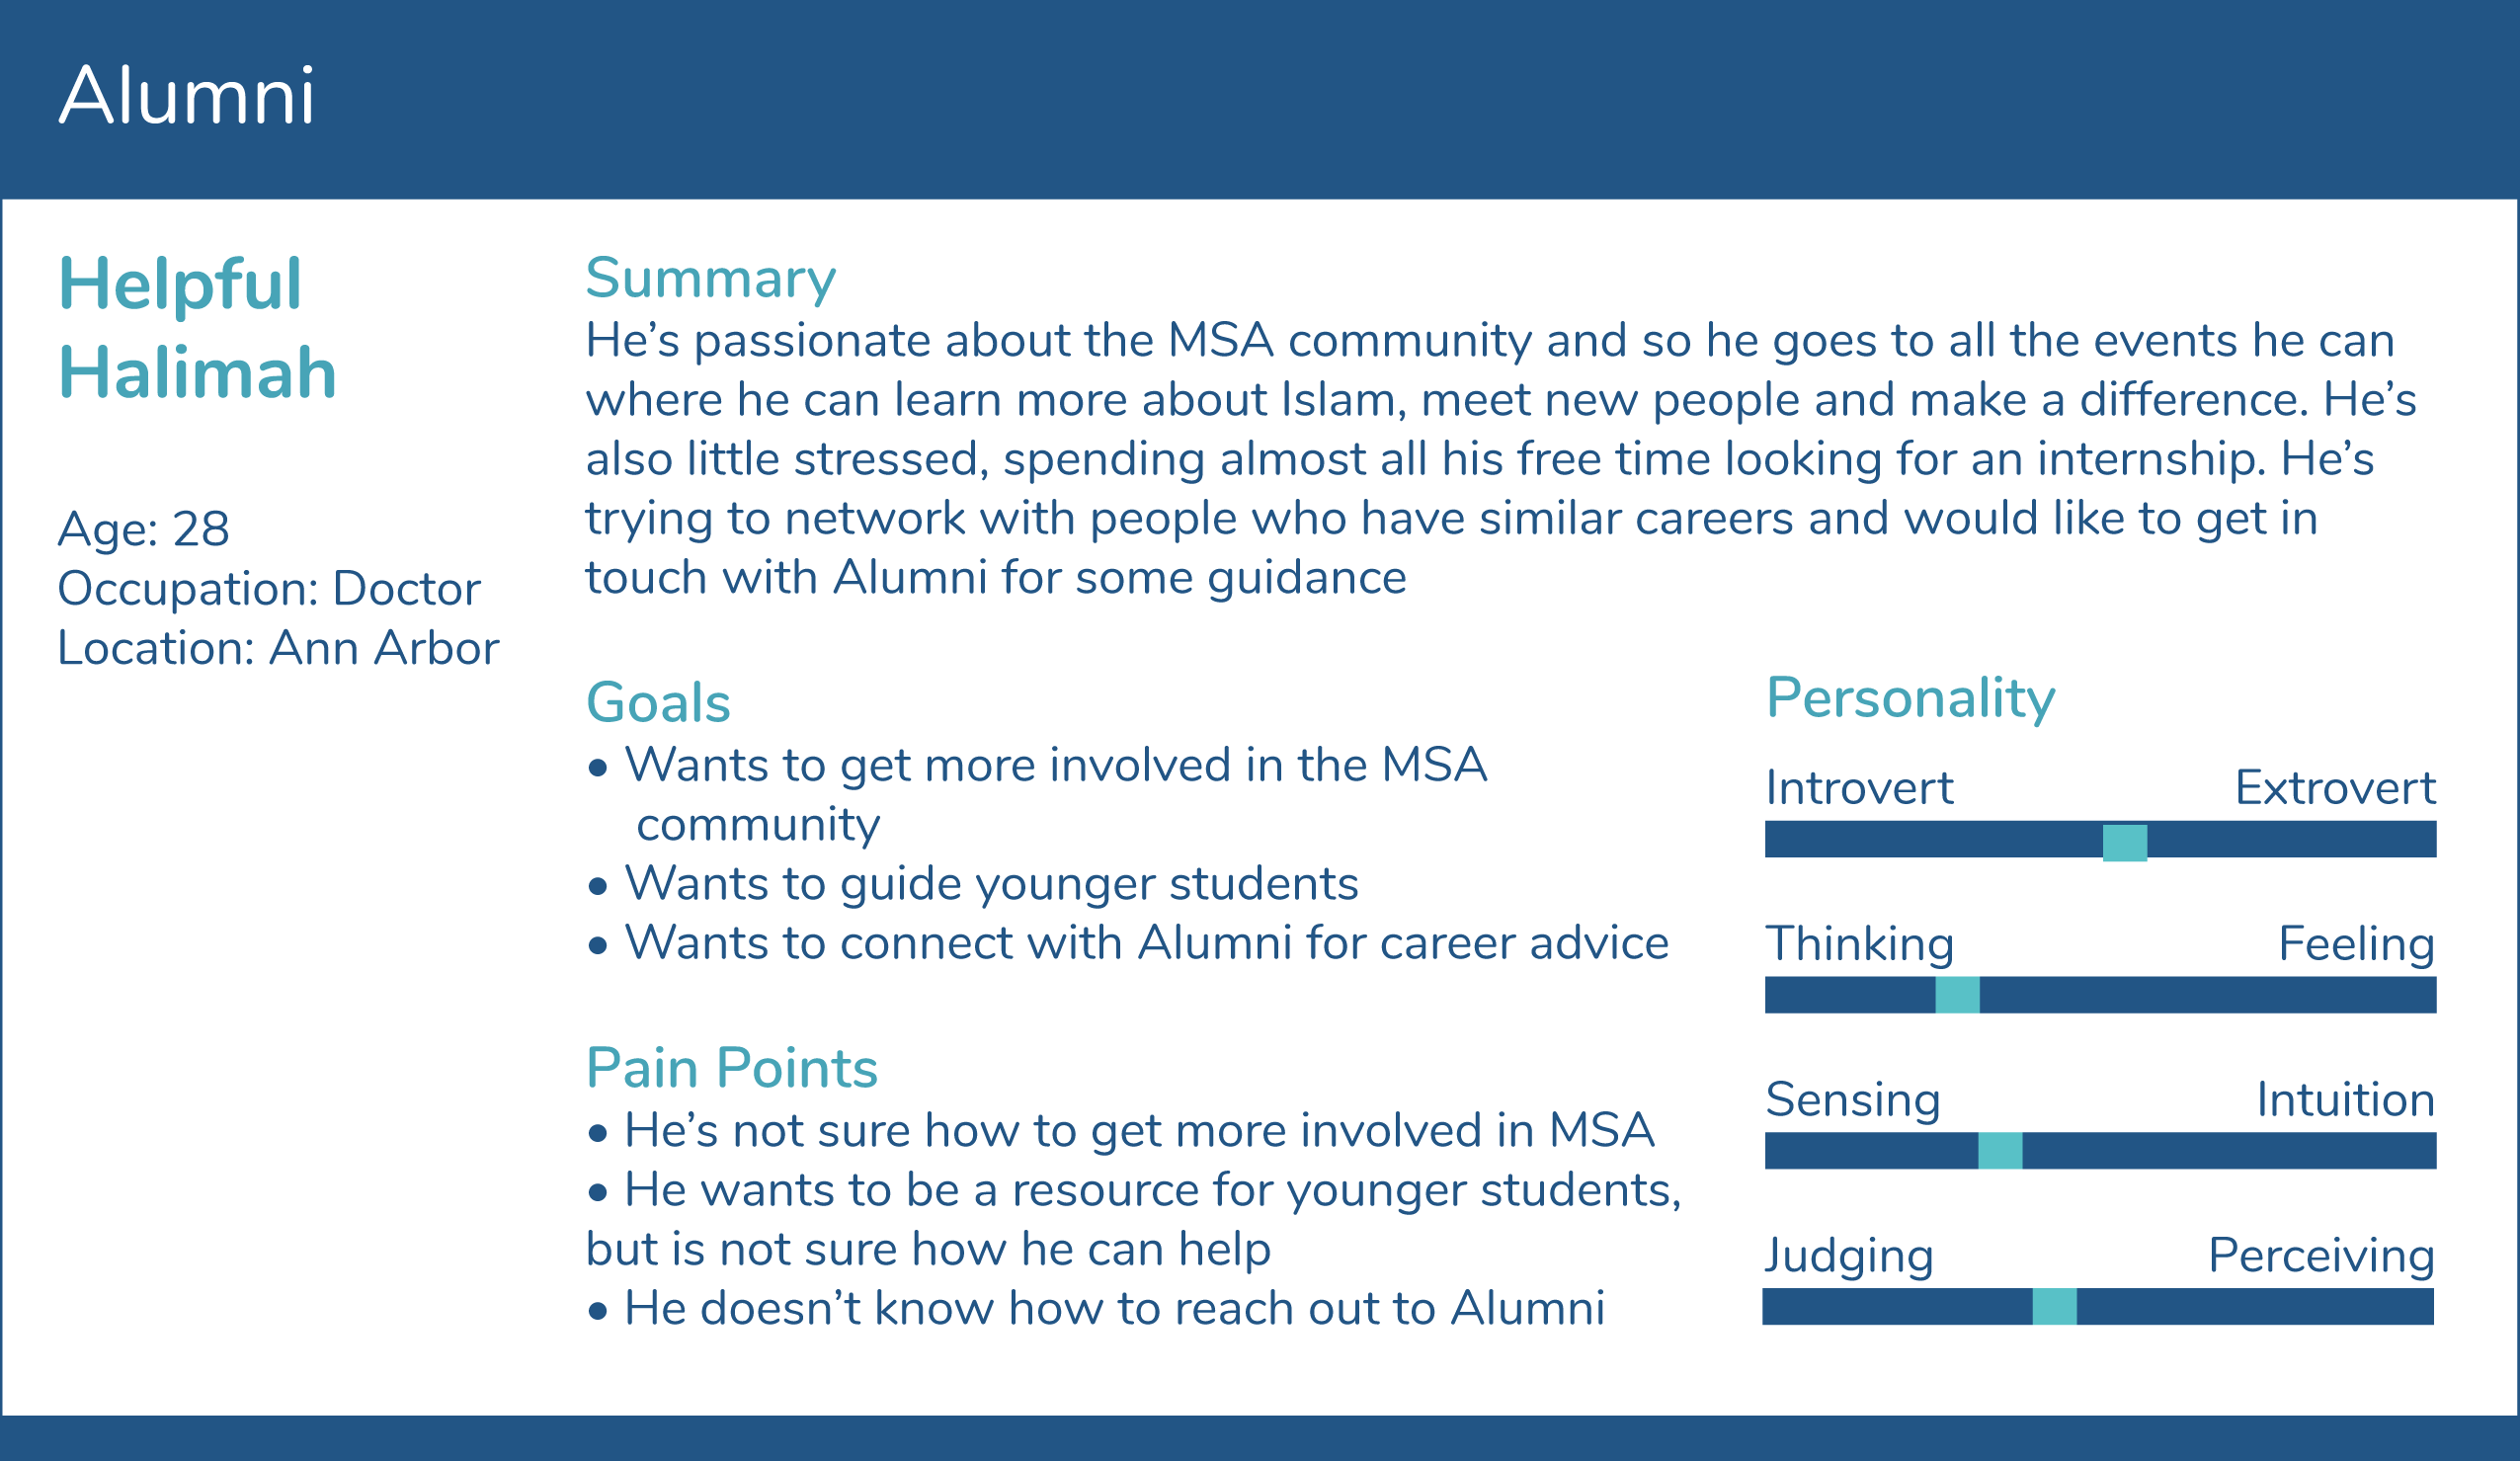 Alumni
Helpful
Halimah
Age: 28
Occupation: Doctor
Location: Ann Arbor
Summary
He’s passionate about the MSA community and so he goes to all the events he can
where he can learn more about Islam, meet new people and make a difference. He’s
also little stressed, spending almost all his free time looking for an internship. He’s
trying to network with people who have similar careers and would like to get in
touch with Alumni for some guidance
Goals
• Wants to get more involved in the MSA
community
• Wants to guide younger students
• Wants to connect with Alumni for career advice
Pain Points
• He’s not sure how to get more involved in MSA
• He wants to be a resource for younger students,
but is not sure how he can help
• He doesn’t know how to reach out to Alumni
Personality
Introvert Extrovert
Thinking Feeling
Sensing Intuition
Judging Perceiving